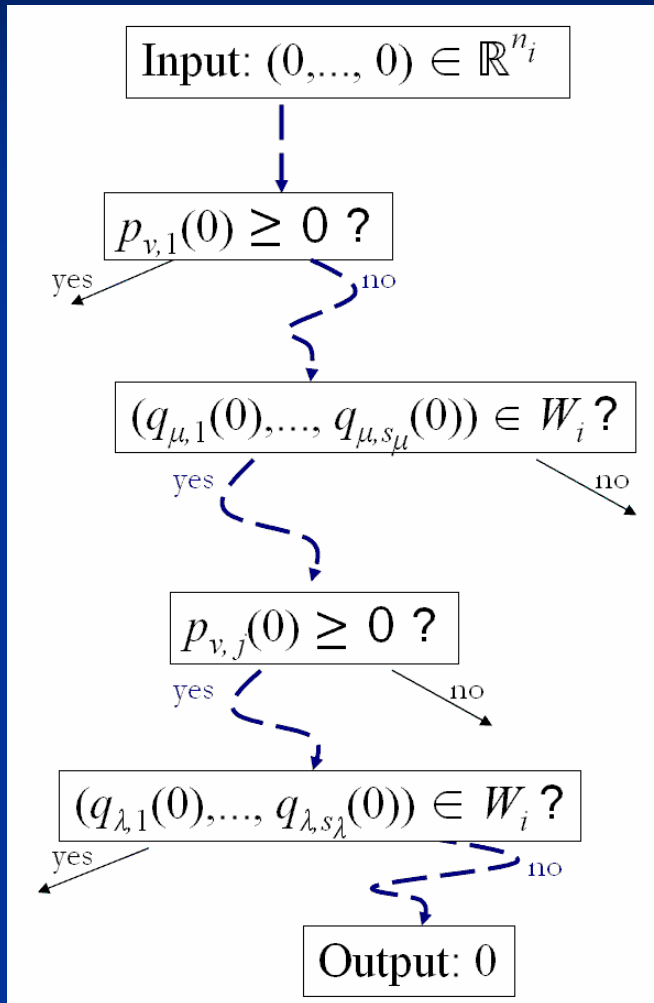 Input: (0,..., 0) ∈ ℝ^{n_i}
p_{v,1}(0) ≥ 0 ?
yes
no
(q_{μ,1}(0),..., q_{μ,s_μ}(0)) ∈ W_i ?
yes
no
p_{v,j}(0) ≥ 0 ?
yes
no
(q_{λ,1}(0),..., q_{λ,s_λ}(0)) ∈ W_i ?
yes
no
Output: 0